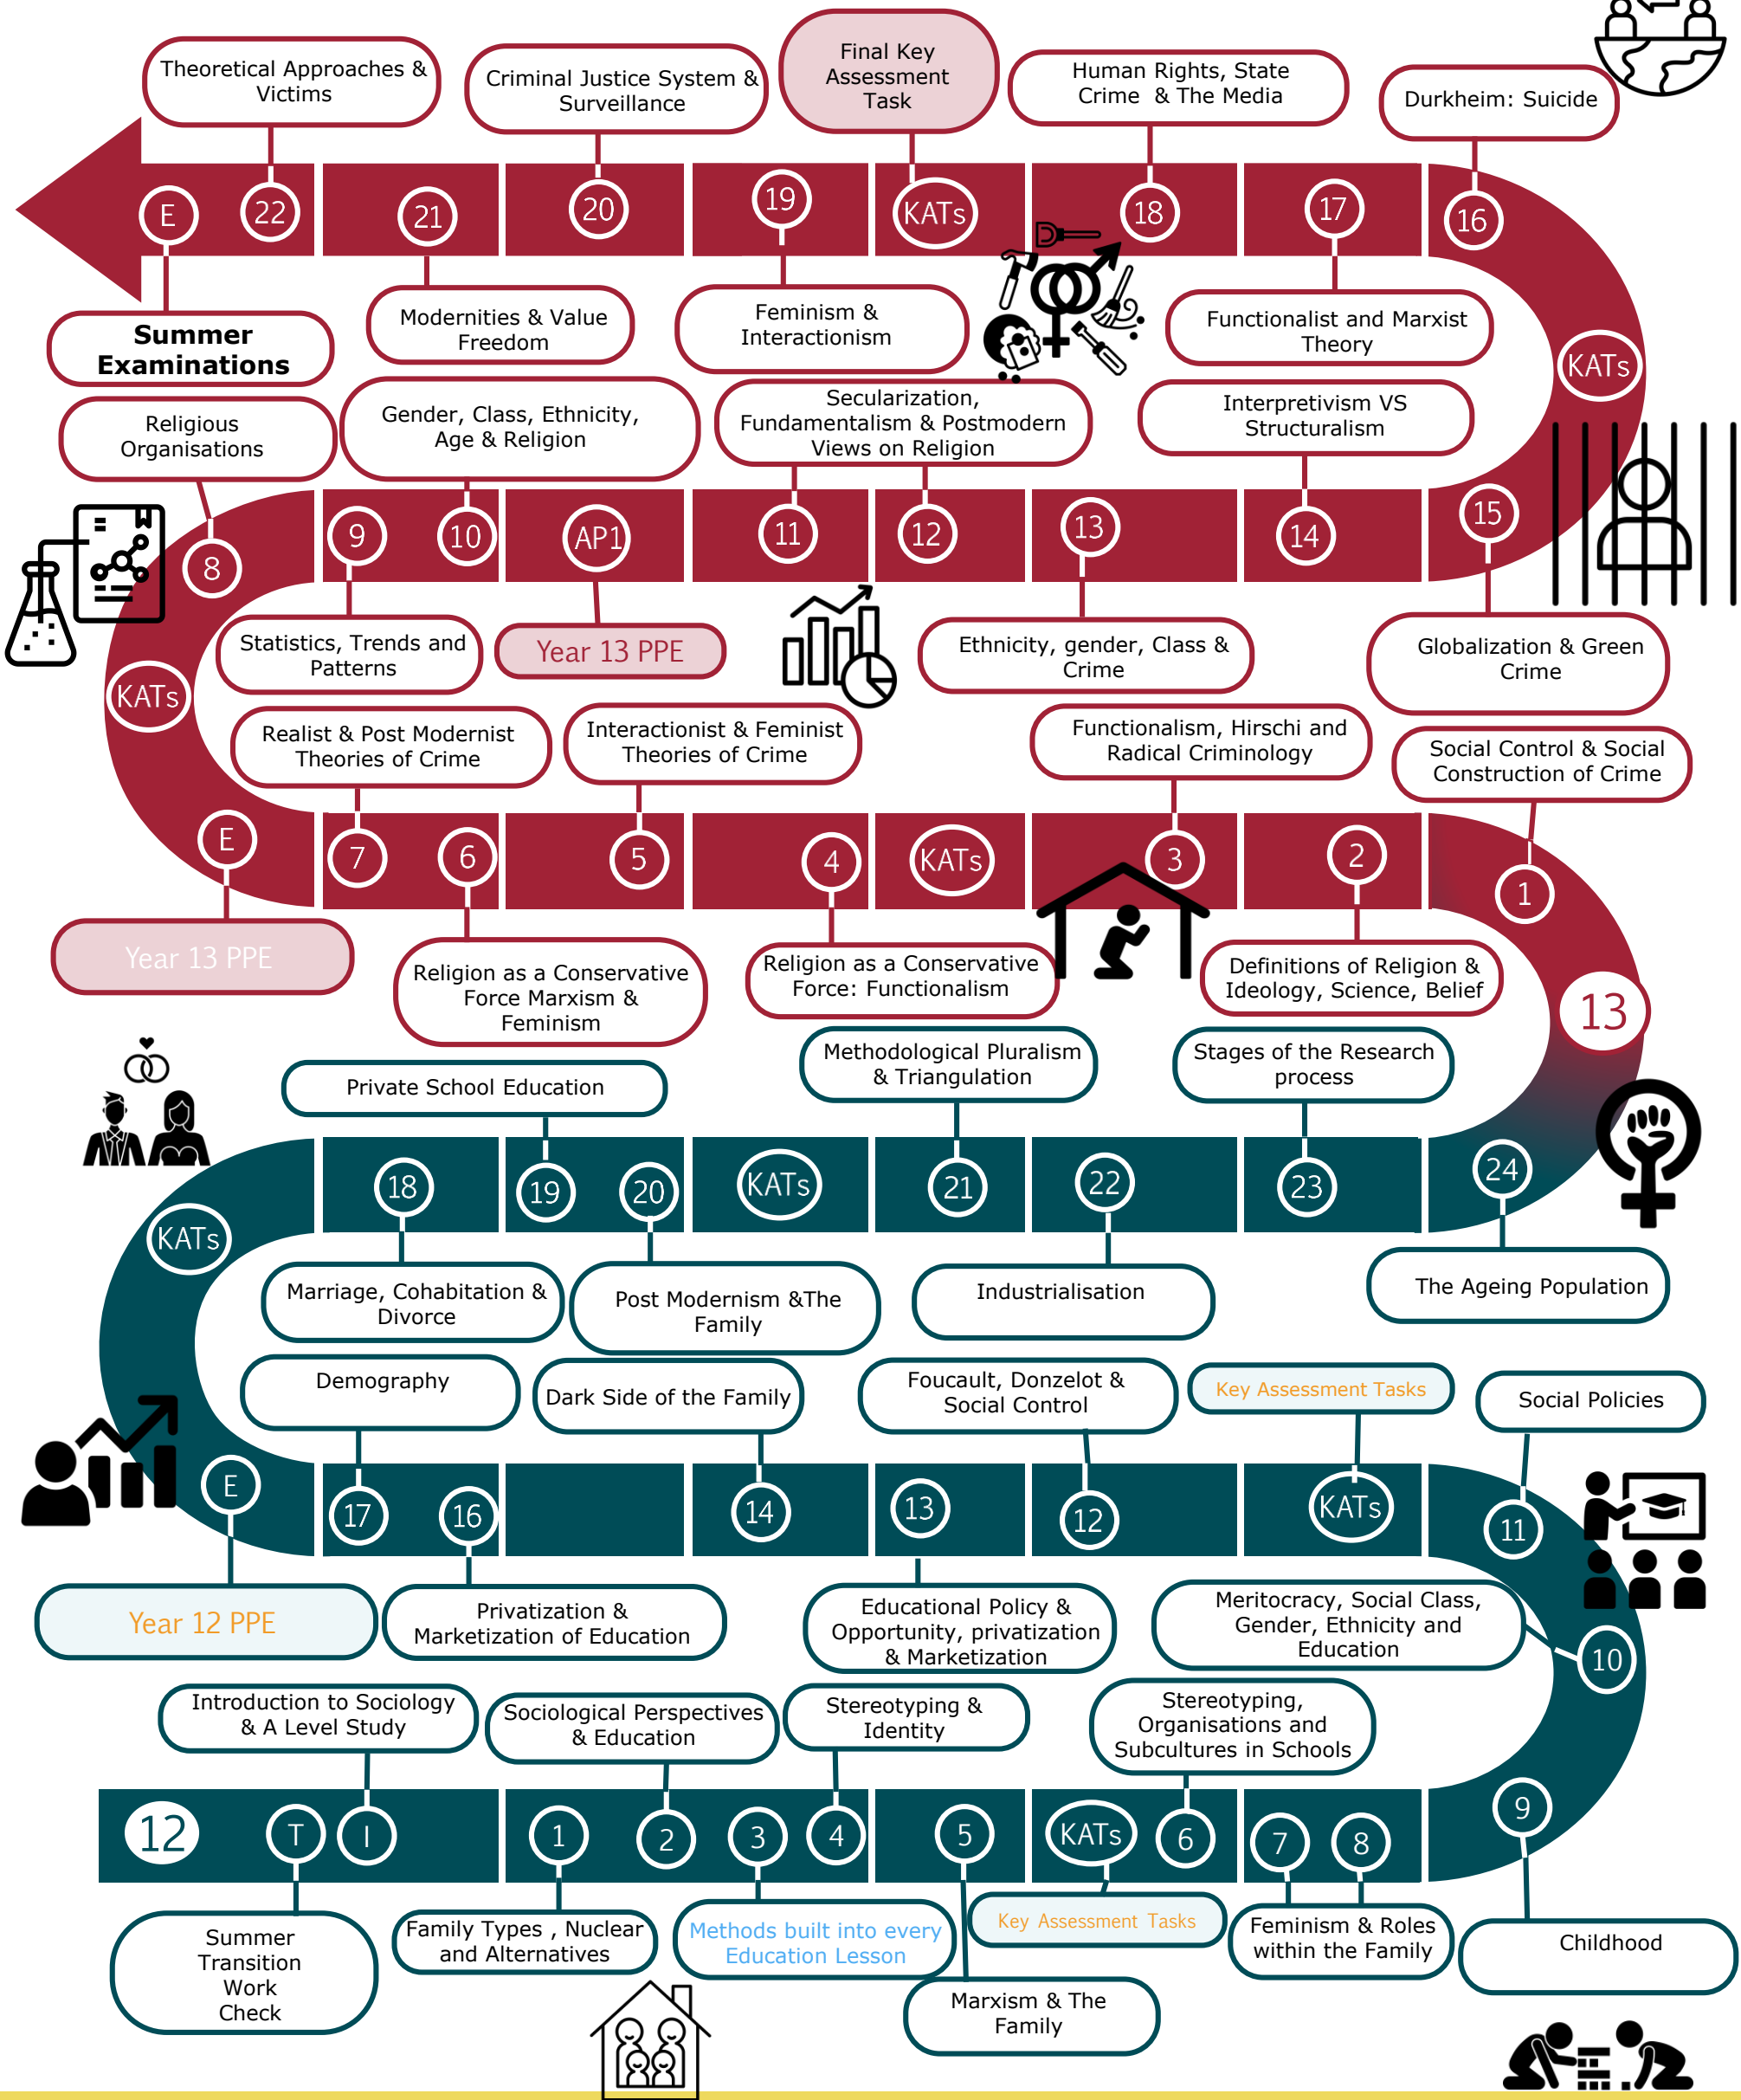 Theoretical Approaches &
Victims
Criminal Justice System &
Surveillance
Final Key
Assessment
Task
Human Rights, State
Crime & The Media
Durkheim: Suicide
E
22
21
20
19
KATs
18
17
16
Summer
Examinations
Modernities & Value
Freedom
Feminism &
Interactionism
Functionalist and Marxist
Theory
KATs
Religious
Organisations
Gender, Class, Ethnicity,
Age & Religion
Secularization,
Fundamentalism & Postmodern
Views on Religion
Interpretivism VS
Structuralism
8
9
10
AP1
11
12
13
14
15
Statistics, Trends and
Patterns
Year 13 PPE
Ethnicity, gender, Class &
Crime
Globalization & Green
Crime
KATs
Realist & Post Modernist
Theories of Crime
Interactionist & Feminist
Theories of Crime
Functionalism, Hirschi and
Radical Criminology
Social Control & Social
Construction of Crime
E
7
6
5
4
KATs
3
2
1
Year 13 PPE
Religion as a Conservative
Force Marxism &
Feminism
Religion as a Conservative
Force: Functionalism
Definitions of Religion &
Ideology, Science, Belief
13
Private School Education
Methodological Pluralism
& Triangulation
Stages of the Research
process
KATs
18
19
20
KATs
21
22
23
24
Marriage, Cohabitation &
Divorce
Post Modernism &The
Family
Industrialisation
The Ageing Population
Demography
Dark Side of the Family
Foucault, Donzelot &
Social Control
Key Assessment Tasks
Social Policies
E
17
16
14
13
12
KATs
11
Year 12 PPE
Privatization &
Marketization of Education
Educational Policy &
Opportunity, privatization
& Marketization
Meritocracy, Social Class,
Gender, Ethnicity and
Education
10
Introduction to Sociology
& A Level Study
Sociological Perspectives
& Education
Stereotyping &
Identity
Stereotyping,
Organisations and
Subcultures in Schools
12
T
I
1
2
3
4
5
KATs
6
7
8
9
Summer
Transition
Work
Check
Family Types , Nuclear
and Alternatives
Methods built into every
Education Lesson
Key Assessment Tasks
Feminism & Roles
within the Family
Childhood
Marxism & The
Family